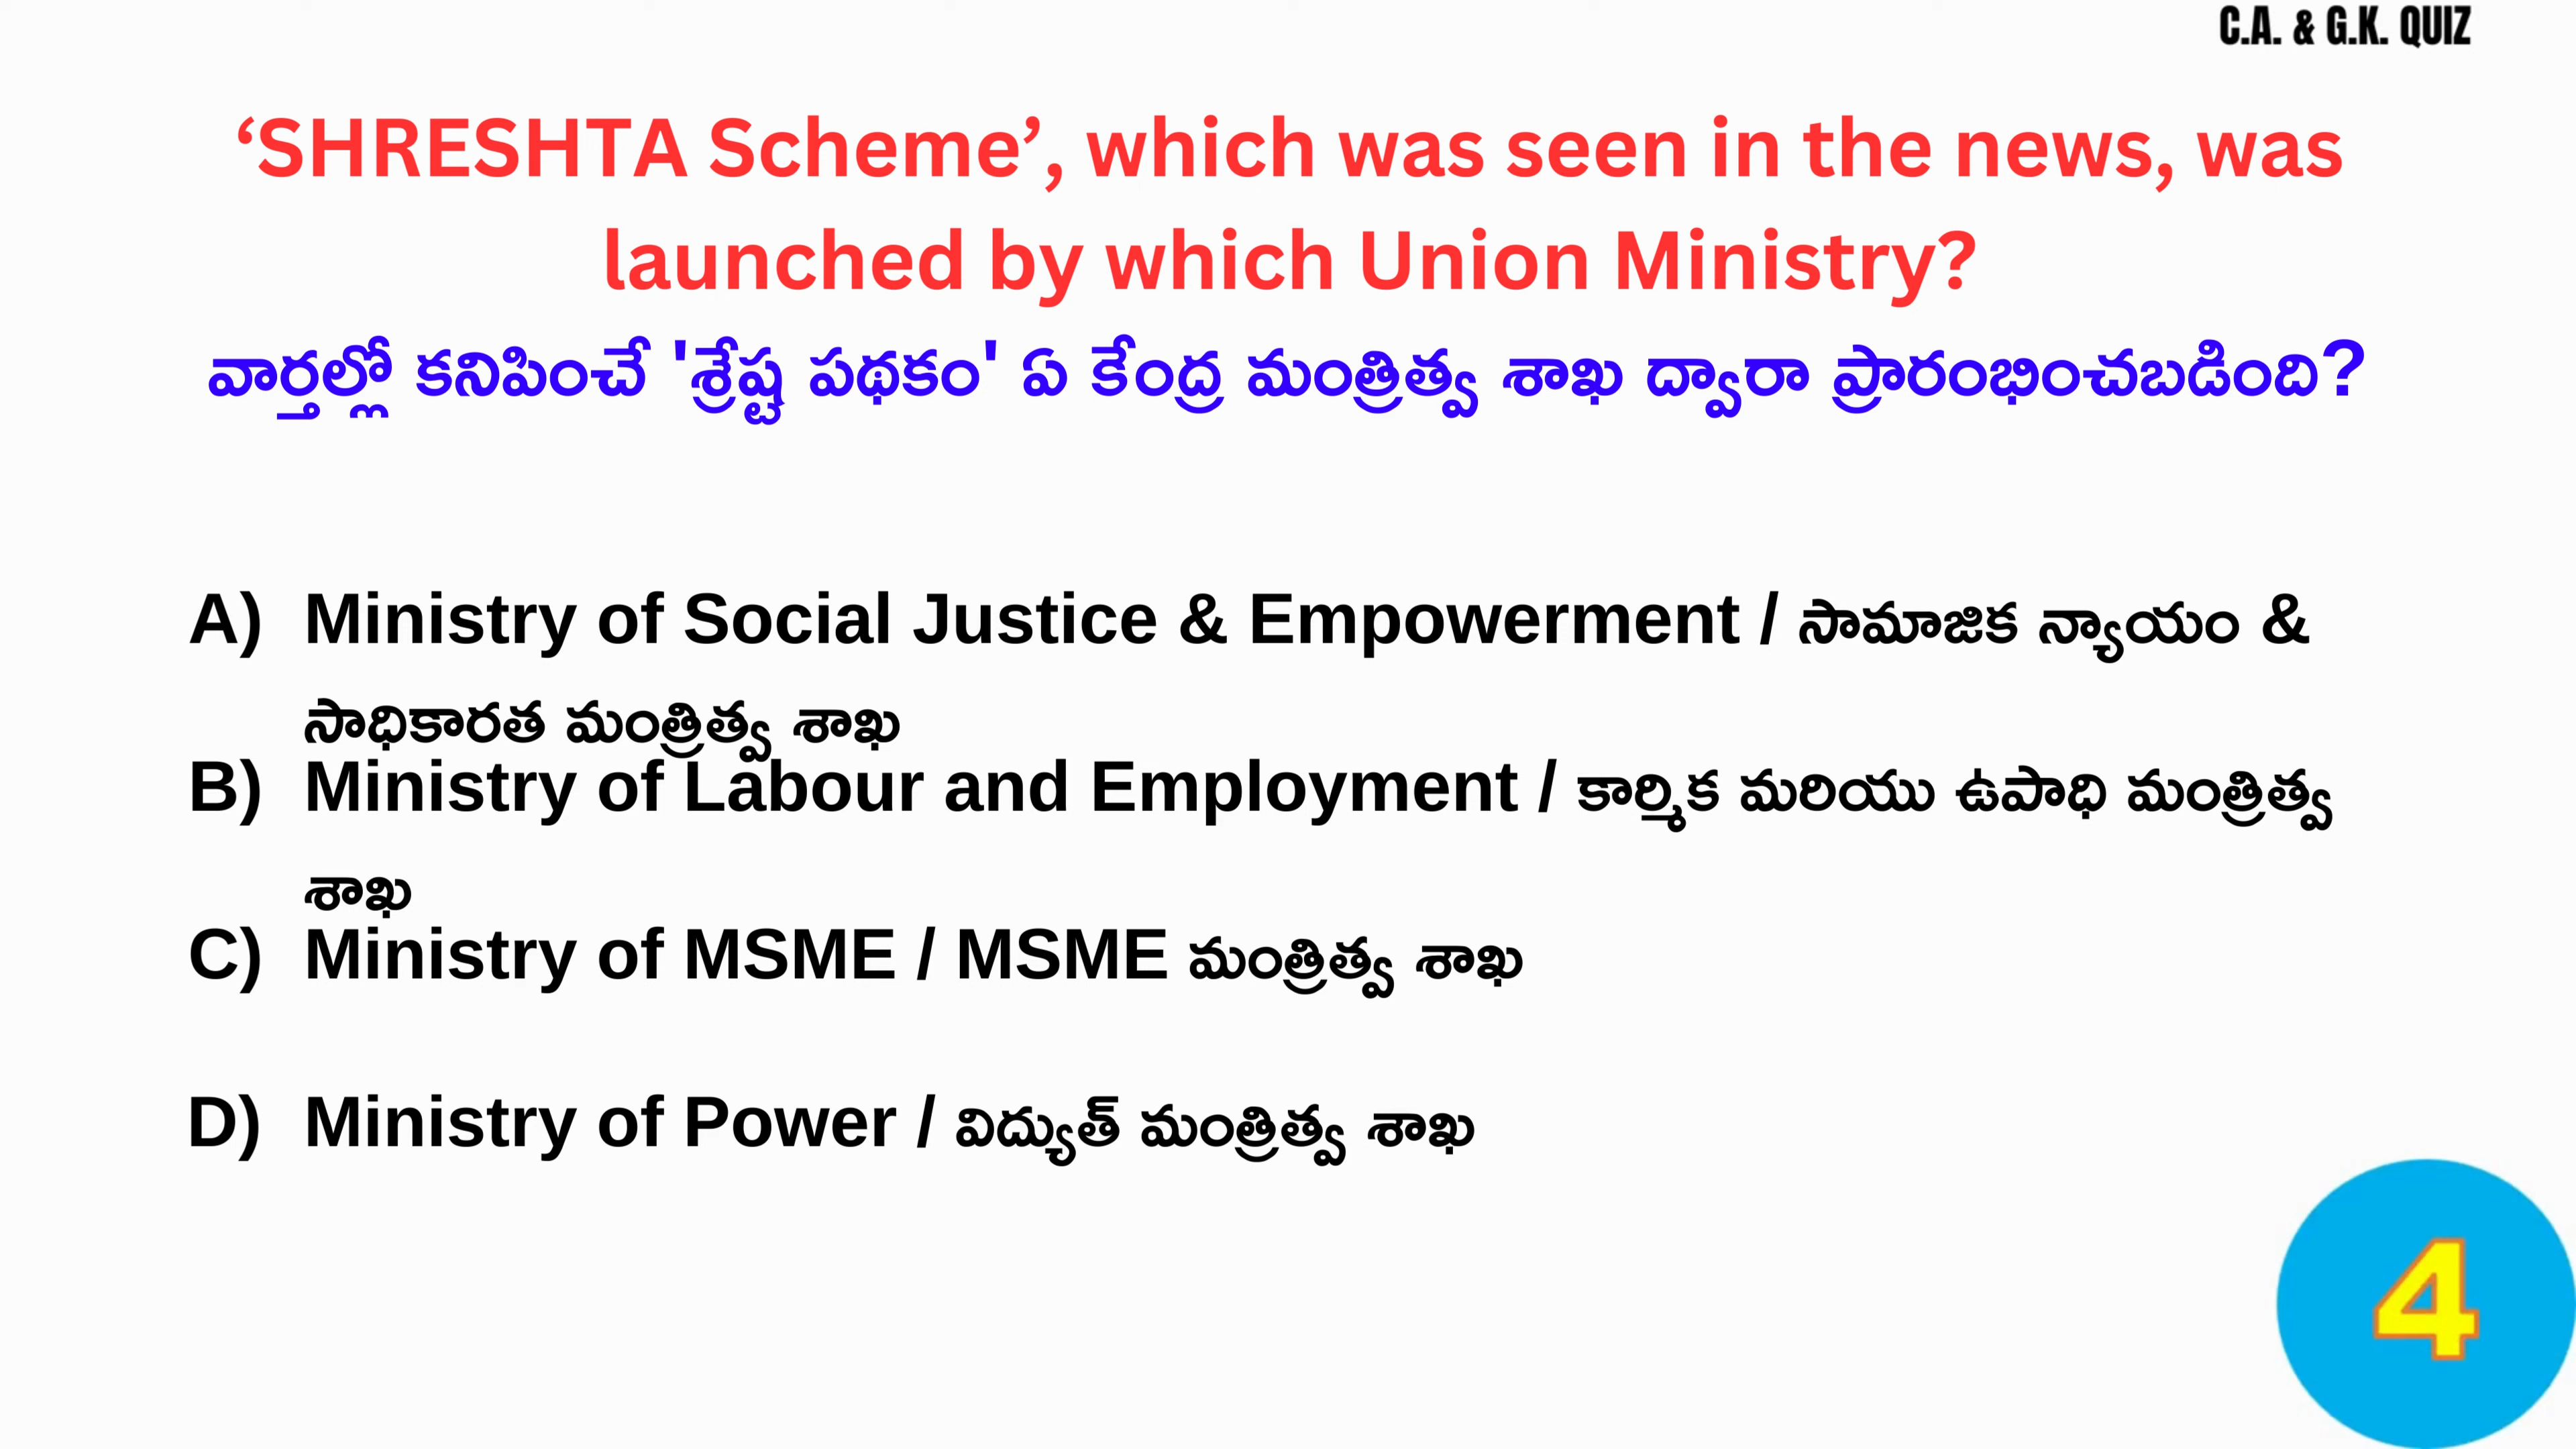 C.A. & G.K. QUIZ
‘SHRESHTA Scheme’, which was seen in the news, was
launched by which Union Ministry?
వార్తల్లో కనిపించే 'శ్రేష్ట పథకం' ఏ కేంద్ర మంత్రిత్వ శాఖ ద్వారా ప్రారంభించబడింది?
A) Ministry of Social Justice & Empowerment / సామాజిక న్యాయం &
సాధికారత మంత్రిత్వ శాఖ
B) Ministry of Labour and Employment / కార్మిక మరియు ఉపాధి మంత్రిత్వ
శాఖ
C) Ministry of MSME / MSME మంత్రిత్వ శాఖ
D) Ministry of Power / విద్యుత్ మంత్రిత్వ శాఖ
4